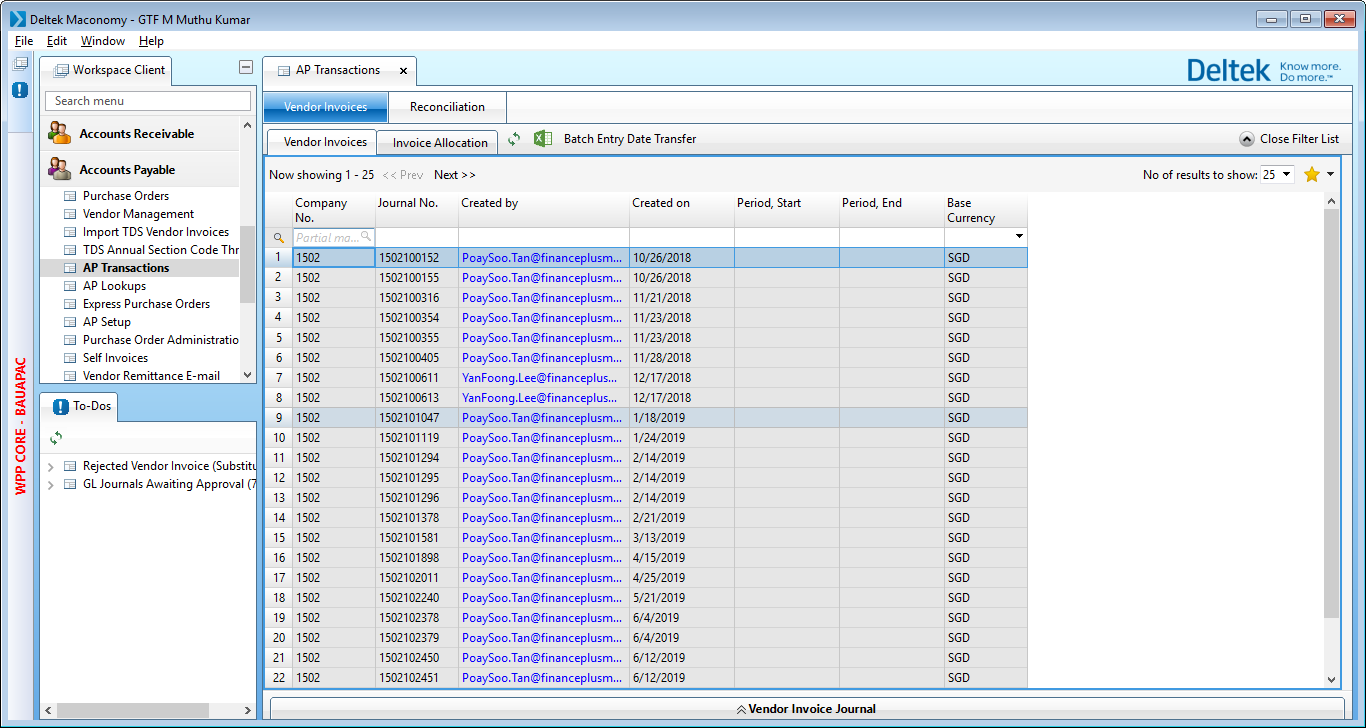 Deltek Maconomy - GTF M Muthu Kumar
File Edit Window Help
Workspace Client
Search menu
Accounts Receivable
Accounts Payable
Purchase Orders
Vendor Management
Import TDS Vendor Invoices
TDS Annual Section Code Thr
AP Transactions
AP Lookups
Express Purchase Orders
AP Setup
Purchase Order Administratio
Self Invoices
Vendor Remittance E-mail
To-Dos
Rejected Vendor Invoice (Substitu
GL Journals Awaiting Approval (7
WPP CORE - BAUAPAC
AP Transactions
Deltek Know more.
Do more.™
Vendor Invoices Reconciliation
Vendor Invoices Invoice Allocation Batch Entry Date Transfer Close Filter List
Now showing 1 - 25 << Prev Next >> No of results to show: 25
Company No. Journal No. Created by Created on Period, Start Period, End Base Currency
Partial ma...
1 1502 1502100152 PoaySoo.Tan@financeplusm... 10/26/2018 SGD
2 1502 1502100155 PoaySoo.Tan@financeplusm... 10/26/2018 SGD
3 1502 1502100316 PoaySoo.Tan@financeplusm... 11/21/2018 SGD
4 1502 1502100354 PoaySoo.Tan@financeplusm... 11/23/2018 SGD
5 1502 1502100355 PoaySoo.Tan@financeplusm... 11/23/2018 SGD
6 1502 1502100405 PoaySoo.Tan@financeplusm... 11/28/2018 SGD
7 1502 1502100611 YanFoong.Lee@financeplus... 12/17/2018 SGD
8 1502 1502100613 YanFoong.Lee@financeplus... 12/17/2018 SGD
9 1502 1502101047 PoaySoo.Tan@financeplusm... 1/18/2019 SGD
10 1502 1502101119 PoaySoo.Tan@financeplusm... 1/24/2019 SGD
11 1502 1502101294 PoaySoo.Tan@financeplusm... 2/14/2019 SGD
12 1502 1502101295 PoaySoo.Tan@financeplusm... 2/14/2019 SGD
13 1502 1502101296 PoaySoo.Tan@financeplusm... 2/14/2019 SGD
14 1502 1502101378 PoaySoo.Tan@financeplusm... 2/21/2019 SGD
15 1502 1502101581 PoaySoo.Tan@financeplusm... 3/13/2019 SGD
16 1502 1502101898 PoaySoo.Tan@financeplusm... 4/15/2019 SGD
17 1502 1502102011 PoaySoo.Tan@financeplusm... 4/25/2019 SGD
18 1502 1502102240 PoaySoo.Tan@financeplusm... 5/21/2019 SGD
19 1502 1502102378 PoaySoo.Tan@financeplusm... 6/4/2019 SGD
20 1502 1502102379 PoaySoo.Tan@financeplusm... 6/4/2019 SGD
21 1502 1502102450 PoaySoo.Tan@financeplusm... 6/12/2019 SGD
22 1502 1502102451 PoaySoo.Tan@financeplusm... 6/12/2019 SGD
Vendor Invoice Journal